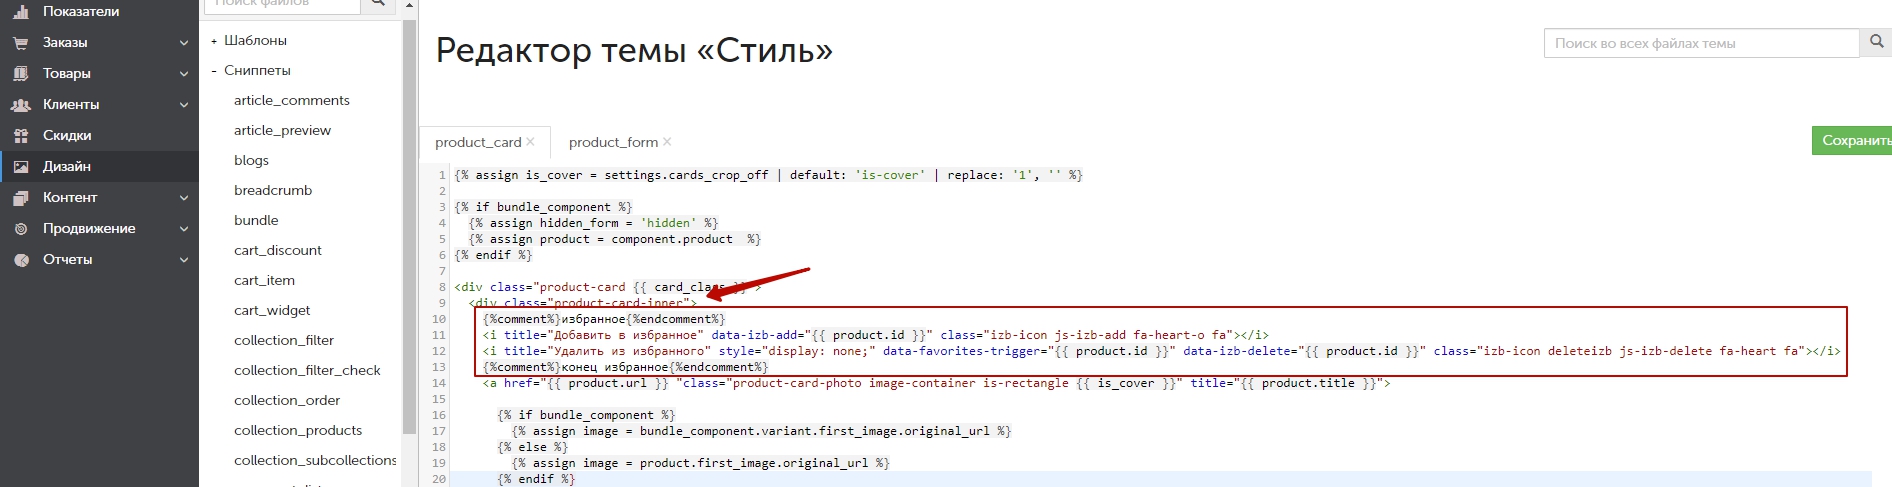 Показатели
Заказы
Товары
Клиенты
Скидки
Дизайн
Контент
Продвижение
Отчеты
Поиск файлов
+ Шаблоны
- Сниппеты
article_comments
article_preview
blogs
breadcrumb
bundle
cart_discount
cart_item
cart_widget
collection_filter
collection_filter_check
collection_order
collection_products
collection_subcollections
Редактор темы «Стиль»
Поиск во всех файлах темы
product_card × product_form ×
Сохранить
1 {% assign is_cover = settings.cards_crop_off | default: 'is-cover' | replace: '1', '' %}
2
3 {% if bundle_component %}
4 {% assign hidden_form = 'hidden' %}
5 {% assign product = component.product  %}
6 {% endif %}
7
8 <div class="product-card {{ card_class }}">
9 <div class="product-card-inner">
10 {%comment%}избранное{%endcomment%}
11 <i title="Добавить в избранное" data-izb-add="{{ product.id }}" class="izb-icon js-izb-add fa-heart-o fa"></i>
12 <i title="Удалить из избранного" style="display: none;" data-favorites-trigger="{{ product.id }}" data-izb-delete="{{ product.id }}" class="izb-icon deleteizb js-izb-delete fa-heart fa"></i>
13 {%comment%}конец избранное{%endcomment%}
14 <a href="{{ product.url }} "class="product-card-photo image-container is-rectangle {{ is_cover }}" title="{{ product.title }}">
15
16 {% if bundle_component %}
17 {% assign image = bundle_component.variant.first_image.original_url %}
18 {% else %}
19 {% assign image = product.first_image.original_url %}
20 {% endif %}